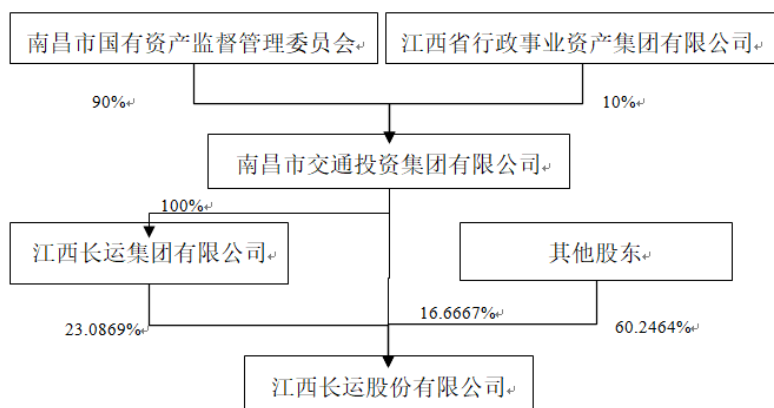 南昌市国有资产监督管理委员会
江西省行政事业资产集团有限公司
90%
10%
南昌市交通投资集团有限公司
100%
江西长运集团有限公司
其他股东
23.0869%
16.6667%
60.2464%
江西长运股份有限公司